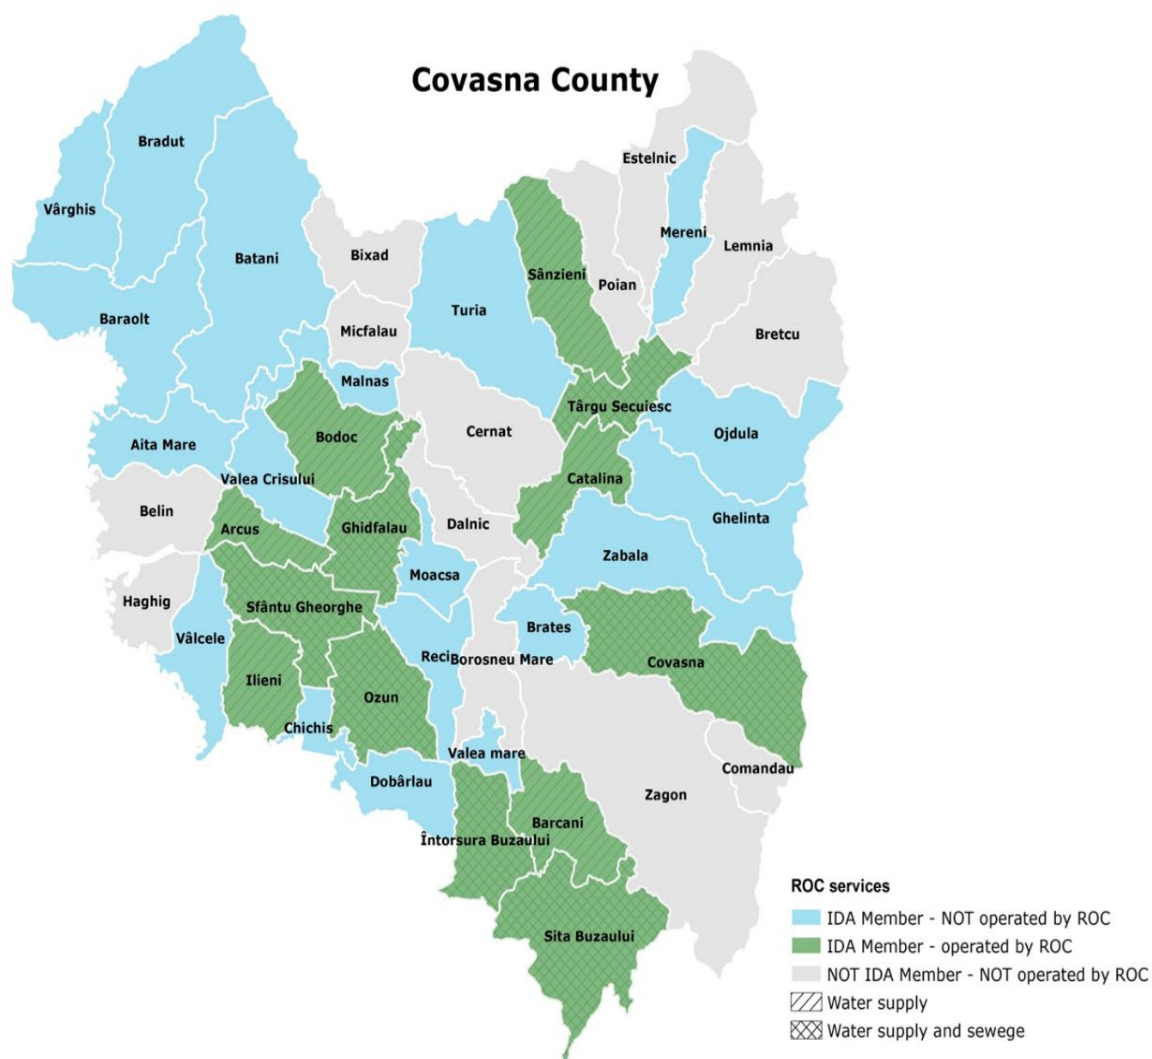 Covasna County
Bradut
Estelnic
Vârghis
Mereni
Lemnia
Batani
Bixad
Sânzieni
Poian
Baraolt
Turia
Micfalau
Bretcu
Malnas
Târgu Secuiesc
Cernat
Ojdula
Bodoc
Aita Mare
Valea Crisului
Catalina
Belin
Arcus
Ghidfalau
Dalnic
Ghelinta
Zabala
Moacsa
Haghig
Sfântu Gheorghe
Vâlcele
Brates
Reci
Borosneu Mare
Covasna
Ilieni
Ozun
Chichis
Valea mare
Comandau
Dobârlau
Zagon
Barcani
Întorsura Buzaului
Sita Buzaului
ROC services
IDA Member - NOT operated by ROC
IDA Member - operated by ROC
NOT IDA Member - NOT operated by ROC
Water supply
Water supply and sewege